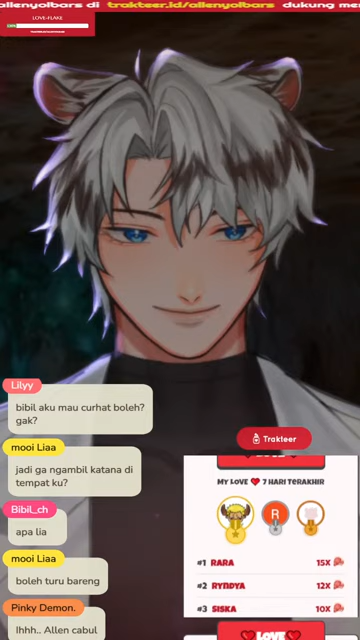 allenyolbars di trakteer.id/allenyolbars dukung me
LOVE-FLAKE
Lilyy
bibil aku mau curhat boleh?
gak?
mooi Liaa
jadi ga ngambil katana di
tempat ku?
Bibil_ch
apa lia
mooi Liaa
boleh turu bareng
Pinky Demon.
Ihhh.. Allen cabul
Trakteer
MY LOVE 7 HARI TERAKHIR
R
#1 RARA 15X
#2 RYNDYA 12X
#3 SISKA 10X
LOVE